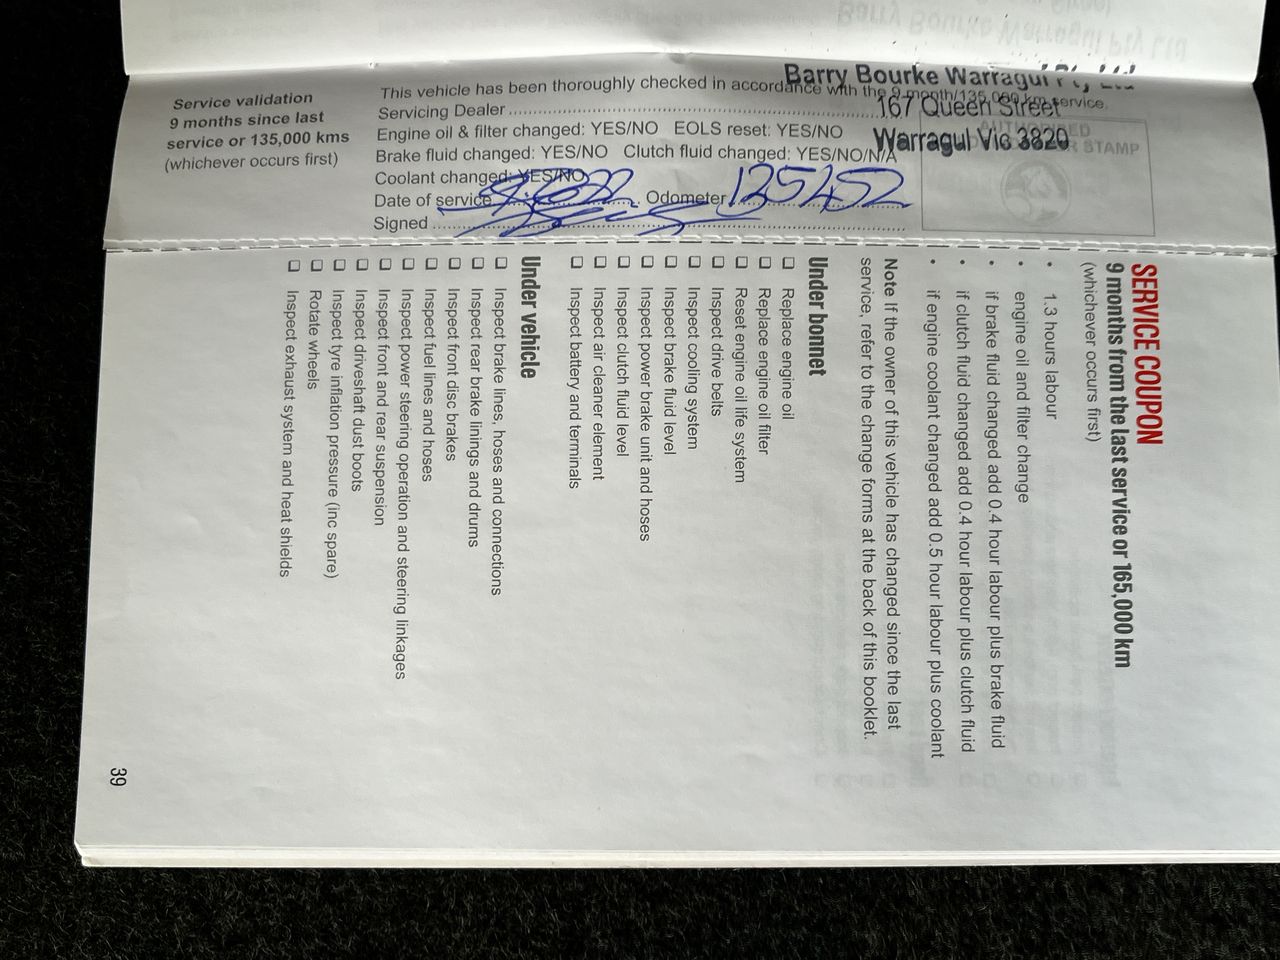 Service validation
9 months since last
service or 135,000 kms
(whichever occurs first)
This vehicle has been thoroughly checked in accordance with the 9 month/135,000 km service.
Servicing Dealer
Engine oil & filter changed: YES/NO EOLS reset: YES/NO
Brake fluid changed: YES/NO Clutch fluid changed: YES/NO/N/A
Coolant changed: YES/NO
Date of service Odometer 125452
Signed
Barry Bourke Warragul Pty Ltd
167 Queen Street
Warragul Vic 3820
STAMP
SERVICE COUPON
9 months from the last service or 165,000 km
(whichever occurs first)
• 1.3 hours labour
• engine oil and filter change
• if brake fluid changed add 0.4 hour labour plus brake fluid
• if clutch fluid changed add 0.4 hour labour plus clutch fluid
• if engine coolant changed add 0.5 hour labour plus coolant
Note If the owner of this vehicle has changed since the last
service, refer to the change forms at the back of this booklet.
Under bonnet
Replace engine oil
Replace engine oil filter
Reset engine oil life system
Inspect drive belts
Inspect cooling system
Inspect brake fluid level
Inspect power brake unit and hoses
Inspect clutch fluid level
Inspect air cleaner element
Inspect battery and terminals
Under vehicle
Inspect brake lines, hoses and connections
Inspect rear brake linings and drums
Inspect front disc brakes
Inspect fuel lines and hoses
Inspect power steering operation and steering linkages
Inspect front and rear suspension
Inspect driveshaft dust boots
Inspect tyre inflation pressure (inc spare)
Rotate wheels
Inspect exhaust system and heat shields
39